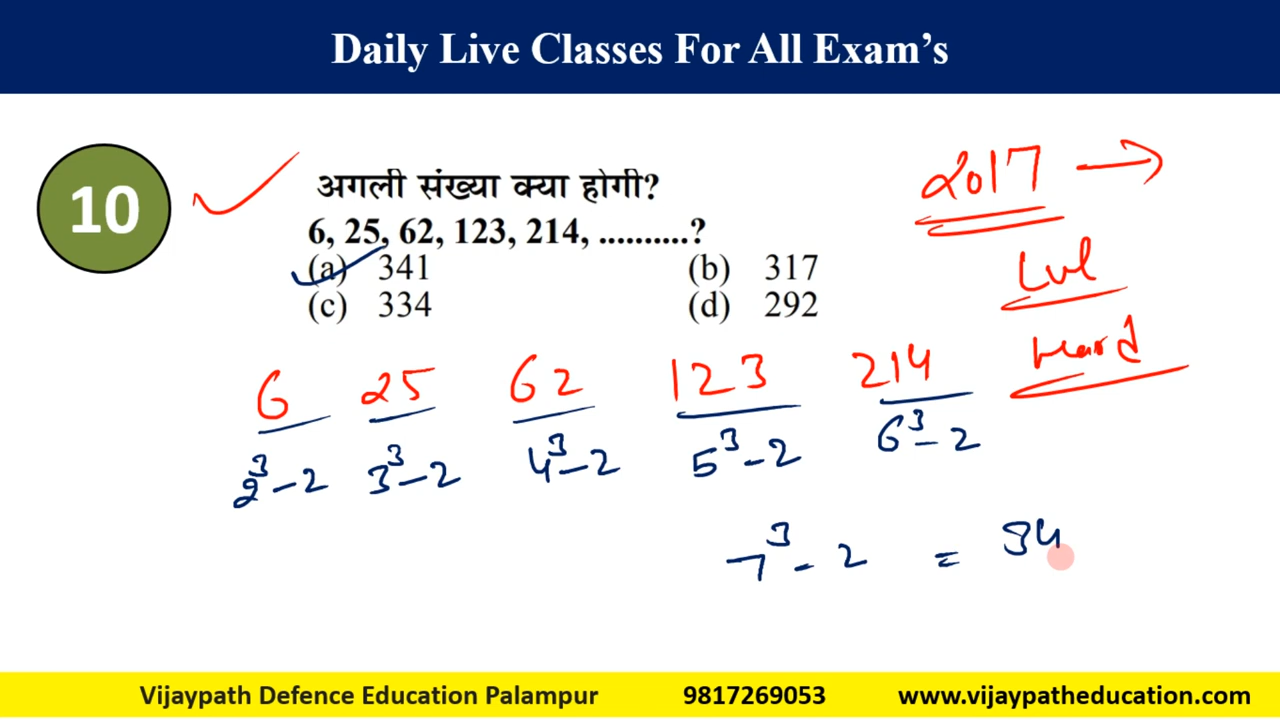 Daily Live Classes For All Exam’s
10
अगली संख्या क्या होगी?
6, 25, 62, 123, 214, ..........?
(a) 341 (b) 317
(c) 334 (d) 292
2017 →
Lvl
Hard
6 25 62 123 214
2³-2 3³-2 4³-2 5³-2 6³-2
7³-2 = 34
Vijaypath Defence Education Palampur 9817269053 www.vijaypatheducation.com